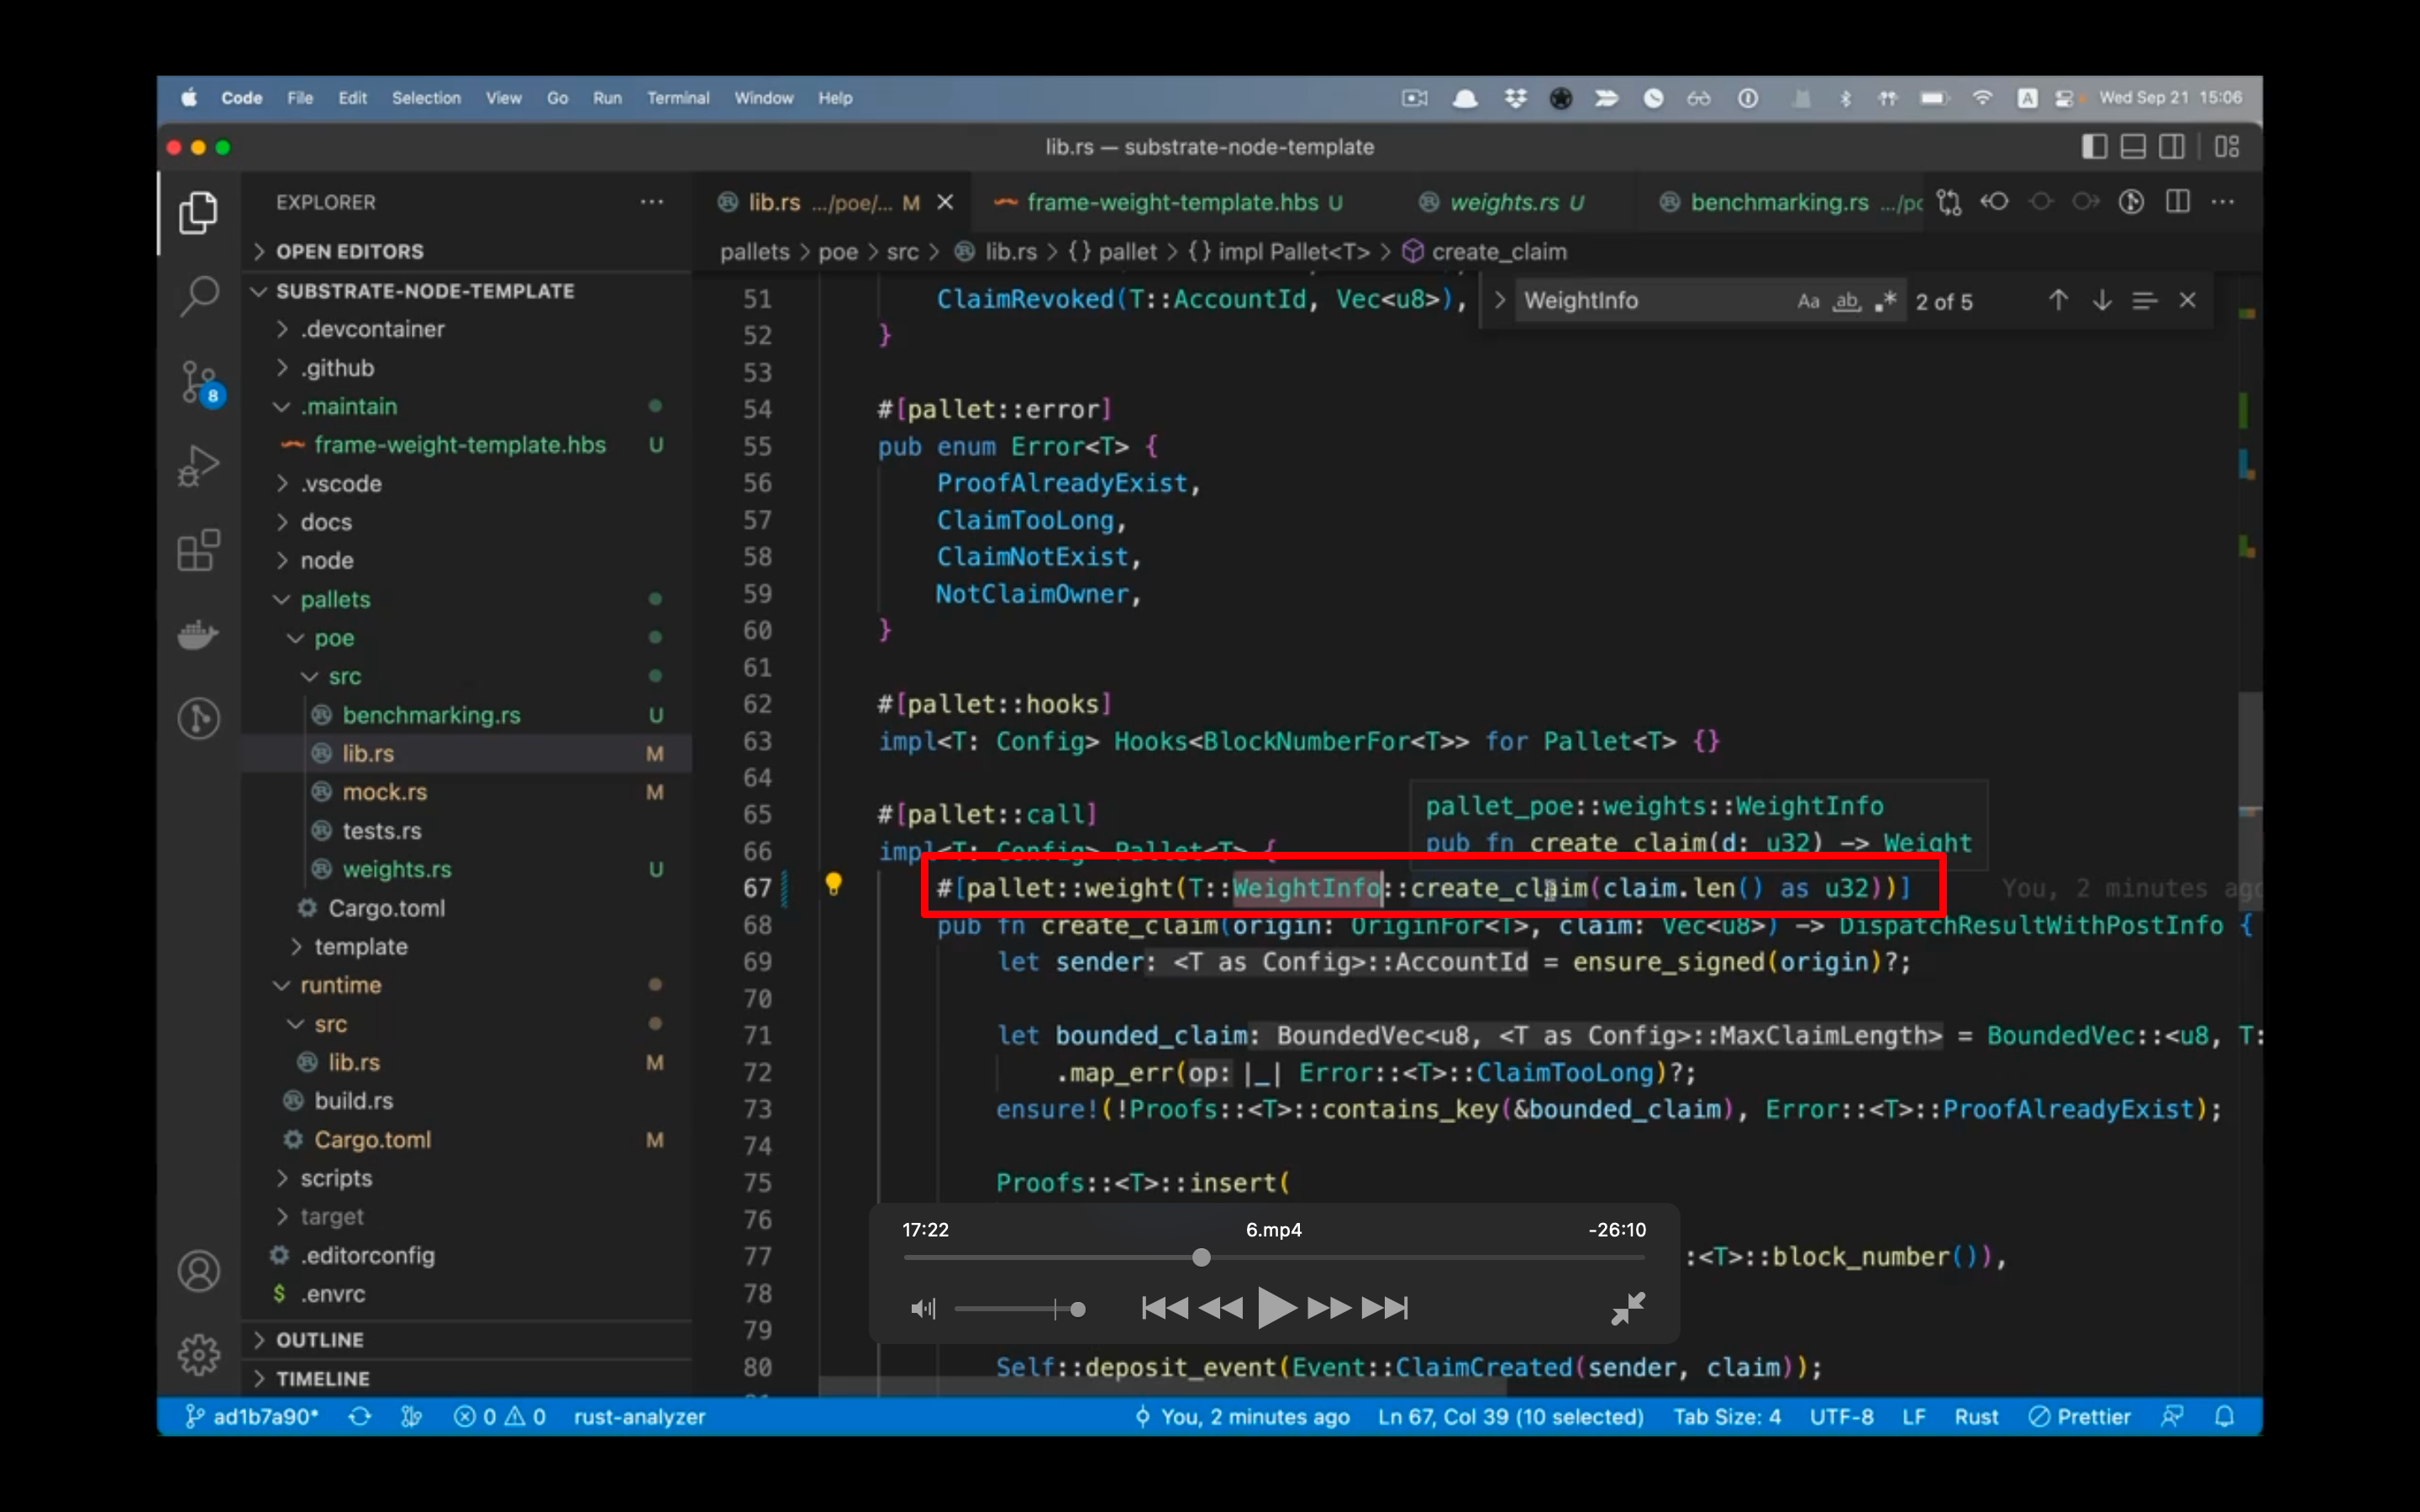 Code File Edit Selection View Go Run Terminal Window Help
A Wed Sep 21 15:06
lib.rs — substrate-node-template
EXPLORER
OPEN EDITORS
SUBSTRATE-NODE-TEMPLATE
.devcontainer
.github
.maintain
frame-weight-template.hbs U
.vscode
docs
node
pallets
poe
src
benchmarking.rs U
lib.rs M
mock.rs M
tests.rs
weights.rs U
Cargo.toml
template
runtime
src
lib.rs M
build.rs
Cargo.toml M
scripts
target
.editorconfig
$ .envrc
OUTLINE
TIMELINE
8
lib.rs .../poe/... M frame-weight-template.hbs U weights.rs U benchmarking.rs .../po
pallets > poe > src > lib.rs > {} pallet > {} impl Pallet<T> > create_claim
WeightInfo Aa ab 2 of 5
51 ClaimRevoked(T::AccountId, Vec<u8>),
52 }
53
54 #[pallet::error]
55 pub enum Error<T> {
56 ProofAlreadyExist,
57 ClaimTooLong,
58 ClaimNotExist,
59 NotClaimOwner,
60 }
61
62 #[pallet::hooks]
63 impl<T: Config> Hooks<BlockNumberFor<T>> for Pallet<T> {}
64
pallet_poe::weights::WeightInfo
pub fn create_claim(d: u32) -> Weight
65 #[pallet::call]
66 impl<T: Config> Pallet<T> {
67 #[pallet::weight(T::WeightInfo::create_claim(claim.len() as u32))] You, 2 minutes ago
68 pub fn create_claim(origin: OriginFor<T>, claim: Vec<u8>) -> DispatchResultWithPostInfo {
69 let sender: <T as Config>::AccountId = ensure_signed(origin)?;
70
71 let bounded_claim: BoundedVec<u8, <T as Config>::MaxClaimLength> = BoundedVec::<u8, T:
72 .map_err(op: |_| Error::<T>::ClaimTooLong)?;
73 ensure!(!Proofs::<T>::contains_key(&bounded_claim), Error::<T>::ProofAlreadyExist);
74
75 Proofs::<T>::insert(
76
77 :<T>::block_number()),
78
79
80 Self::deposit_event(Event::ClaimCreated(sender, claim));
17:22 6.mp4 -26:10
ad1b7a90* 0 0 rust-analyzer You, 2 minutes ago Ln 67, Col 39 (10 selected) Tab Size: 4 UTF-8 LF Rust Prettier